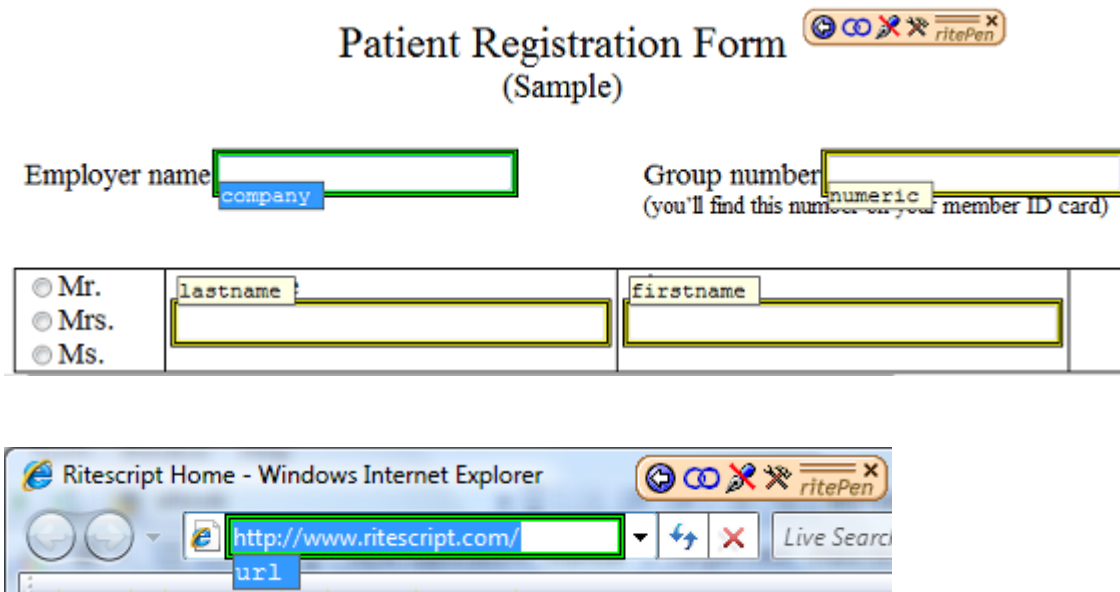 Patient Registration Form
ritePen
(Sample)
Employer name
company
Group number
numeric
(you'll find this number on your member ID card)
Mr.
lastname
firstname
Mrs.
Ms.
Ritescript Home - Windows Internet Explorer
ritePen
http://www.ritescript.com/
Live Search
url